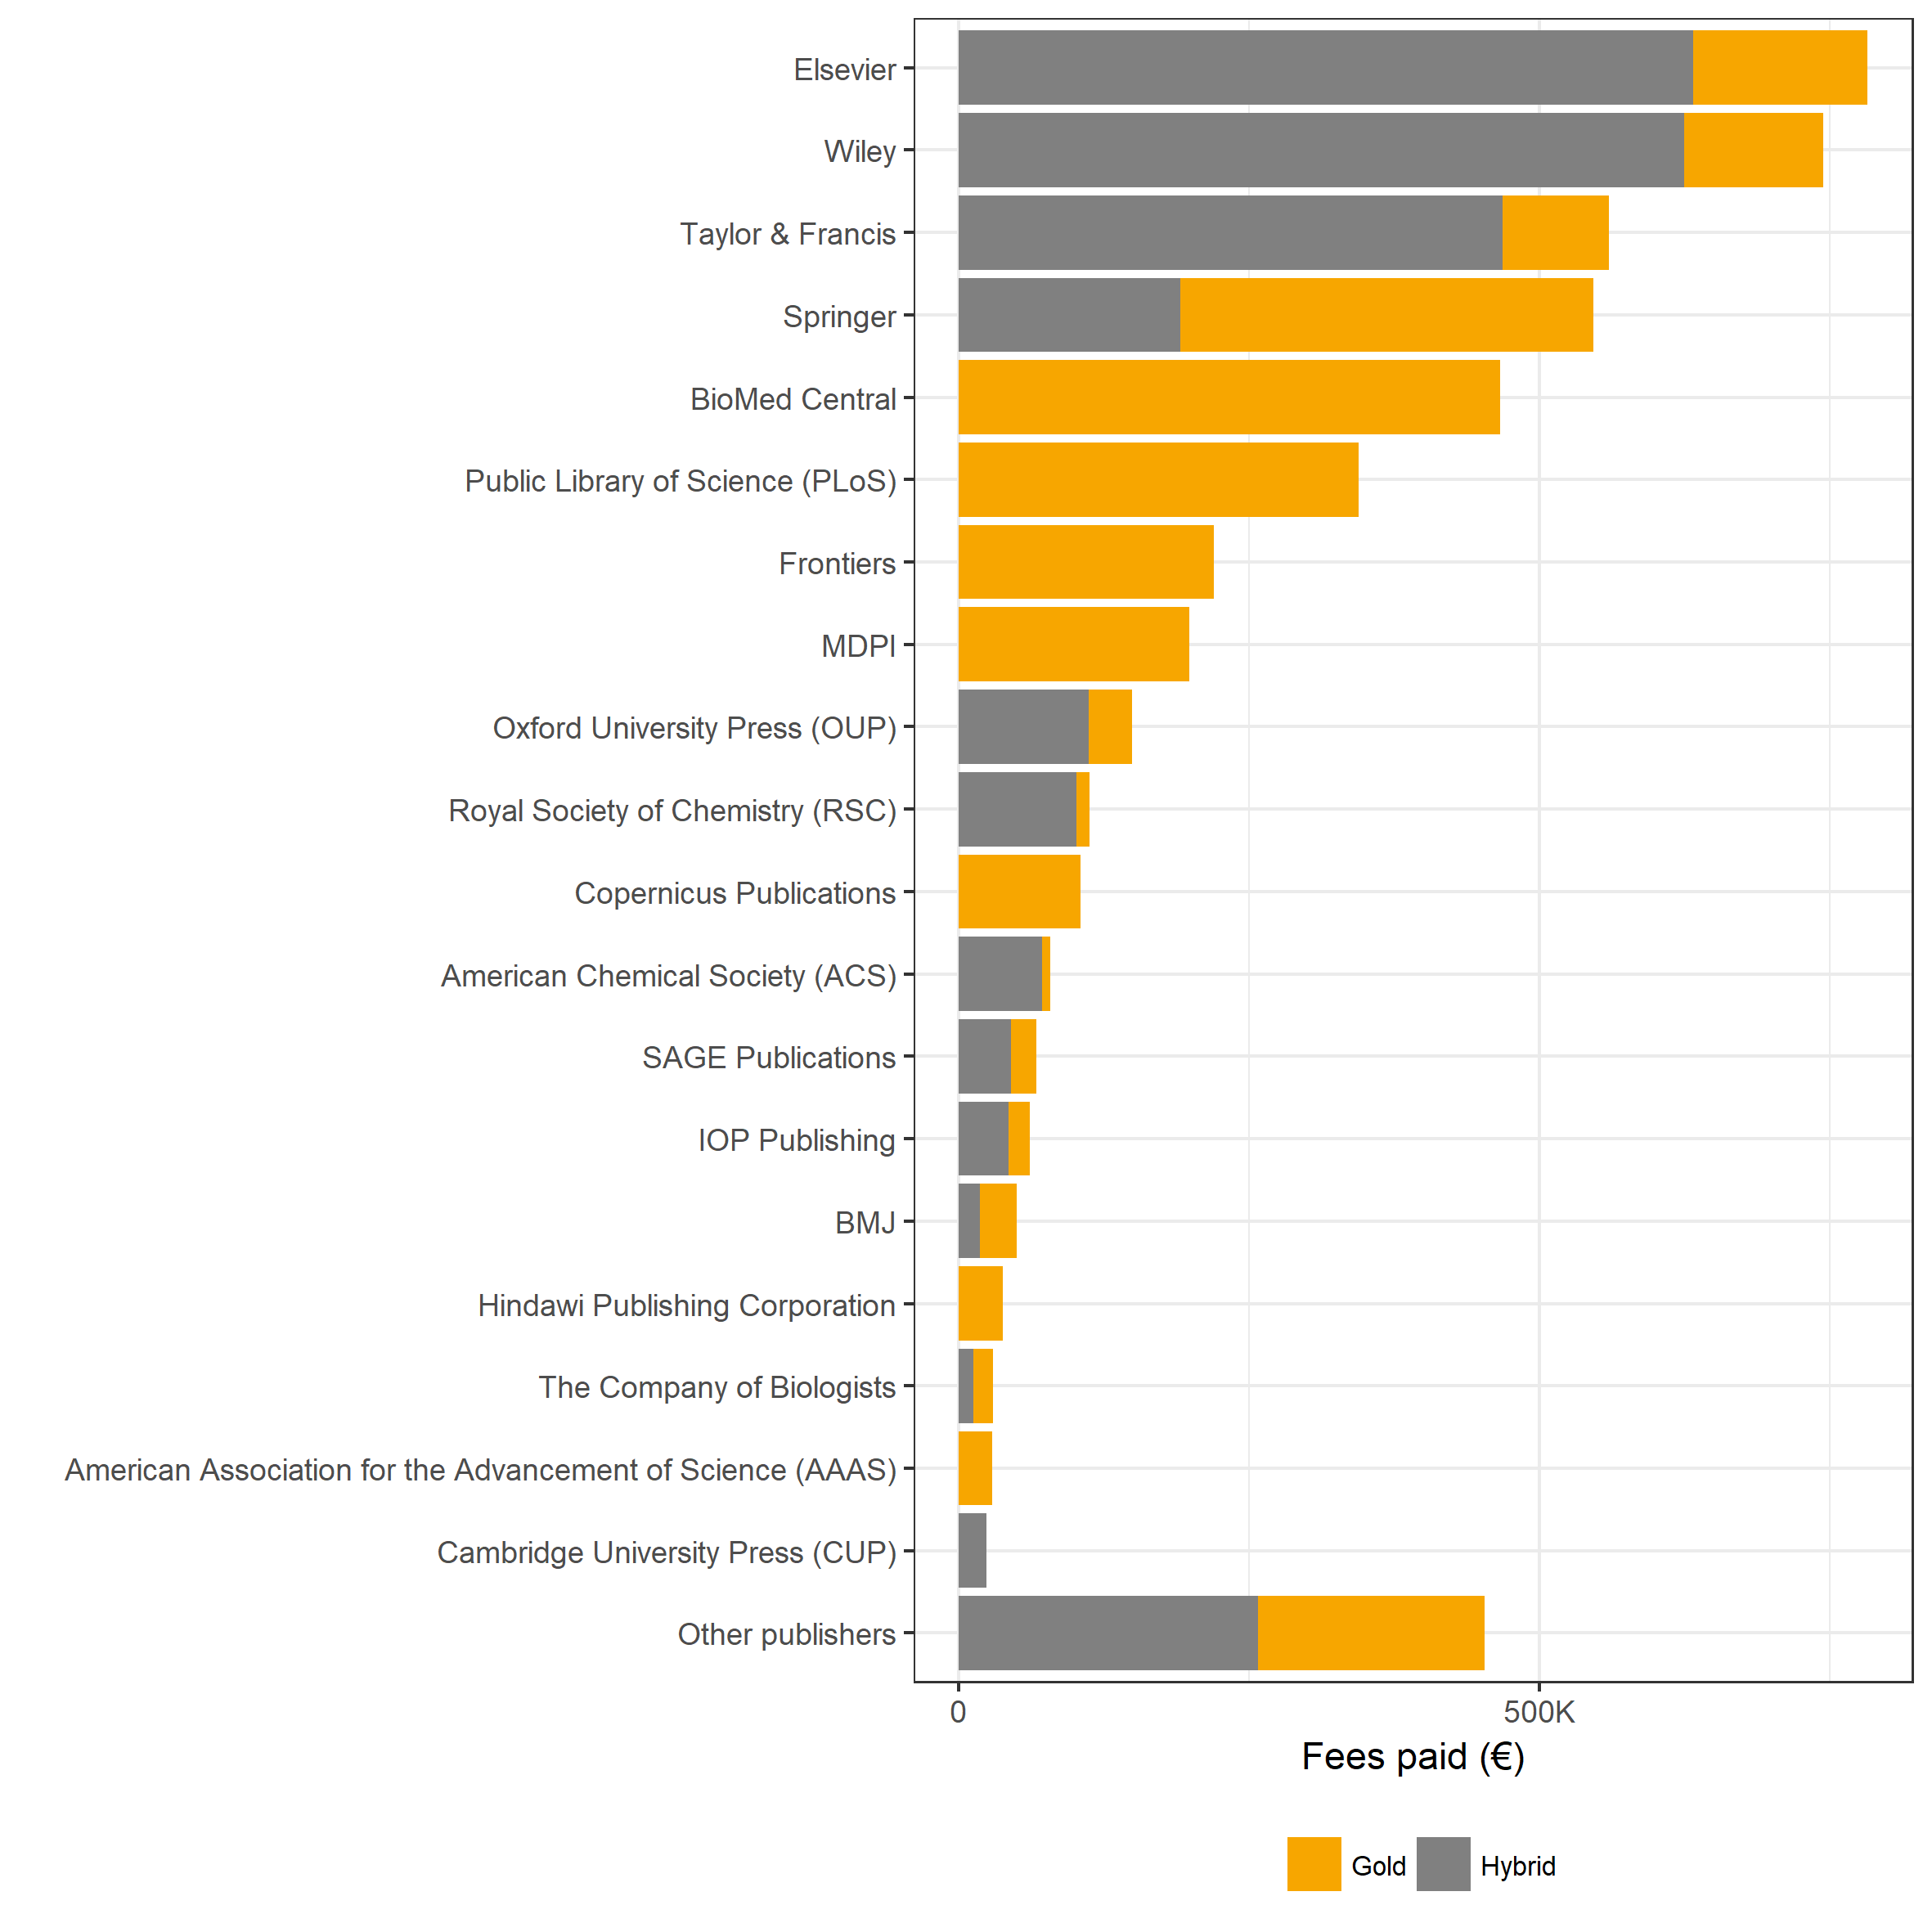 Elsevier
Wiley
Taylor & Francis
Springer
BioMed Central
Public Library of Science (PLoS)
Frontiers
MDPI
Oxford University Press (OUP)
Royal Society of Chemistry (RSC)
Copernicus Publications
American Chemical Society (ACS)
SAGE Publications
IOP Publishing
BMJ
Hindawi Publishing Corporation
The Company of Biologists
American Association for the Advancement of Science (AAAS)
Cambridge University Press (CUP)
Other publishers
0 500K
Fees paid (€)
Gold Hybrid